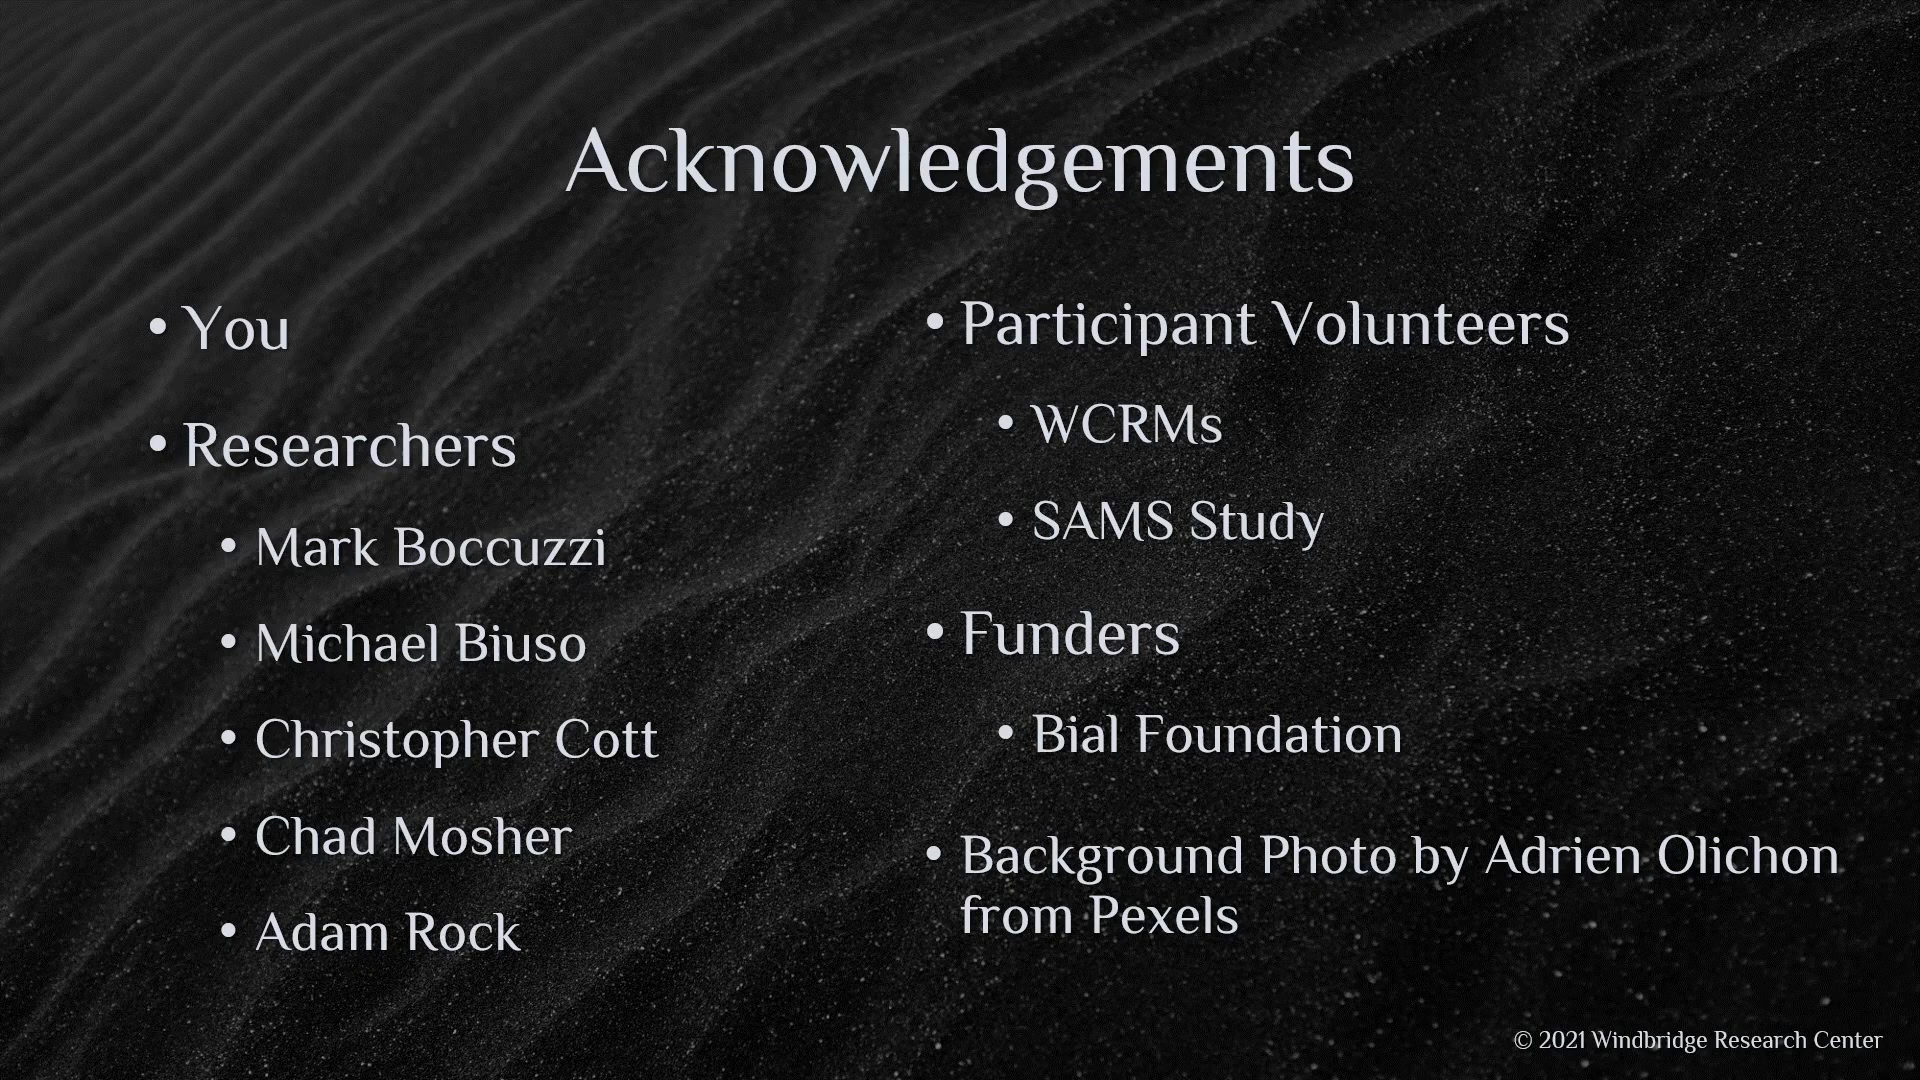 Acknowledgements
• You
• Researchers
• Mark Boccuzzi
• Michael Biuso
• Christopher Cott
• Chad Mosher
• Adam Rock
• Participant Volunteers
• WCRMs
• SAMS Study
• Funders
• Bial Foundation
• Background Photo by Adrien Olichon
from Pexels
© 2021 Windbridge Research Center